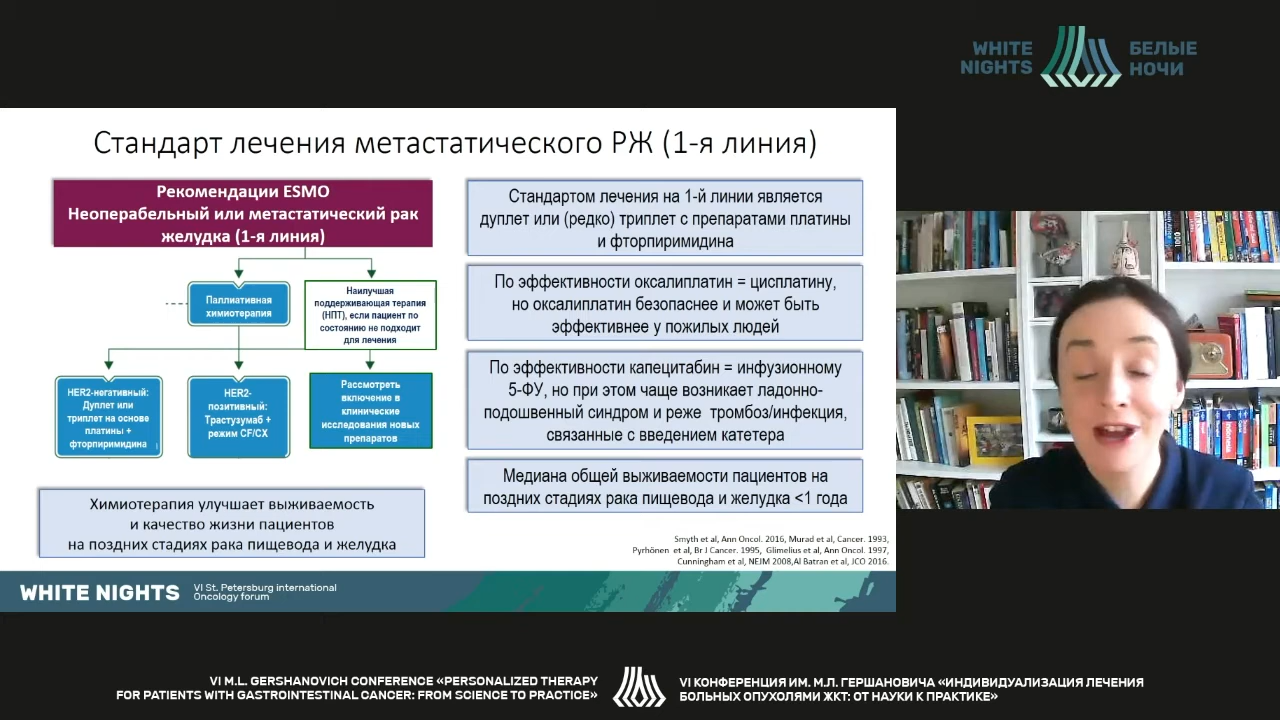 WHITE
NIGHTS
БЕЛЫЕ
НОЧИ
Стандарт лечения метастатического РЖ (1-я линия)
Рекомендации ESMO
Неоперабельный или метастатический рак
желудка (1-я линия)
Паллиативная
химиотерапия
Наилучшая
поддерживающая терапия
(НПТ), если пациент по
состоянию не подходит
для лечения
HER2-негативный:
Дуплет или
триплет на основе
платины +
фторпиримидина
HER2-
позитивный:
Трастузумаб +
режим CF/CX
Рассмотреть
включение в
клинические
исследования новых
препаратов
Химиотерапия улучшает выживаемость
и качество жизни пациентов
на поздних стадиях рака пищевода и желудка
Стандартом лечения на 1-й линии является
дуплет или (редко) триплет с препаратами платины
и фторпиримидина
По эффективности оксалиплатин = цисплатину,
но оксалиплатин безопаснее и может быть
эффективнее у пожилых людей
По эффективности капецитабин = инфузионному
5-ФУ, но при этом чаще возникает ладонно-
подошвенный синдром и реже тромбоз/инфекция,
связанные с введением катетера
Медиана общей выживаемости пациентов на
поздних стадиях рака пищевода и желудка <1 года
Smyth et al, Ann Oncol. 2016, Murad et al, Cancer. 1993,
Pyrhönen et al, Br J Cancer. 1995, Glimelius et al, Ann Oncol. 1997,
Cunningham et al, NEJM 2008,Al Batran et al, JCO 2016.
WHITE NIGHTS
VI St. Petersburg international
Oncology forum
VI M.L. GERSHANOVICH CONFERENCE «PERSONALIZED THERAPY
FOR PATIENTS WITH GASTROINTESTINAL CANCER: FROM SCIENCE TO PRACTICE»
VI КОНФЕРЕНЦИЯ ИМ. М.Л. ГЕРШАНОВИЧА «ИНДИВИДУАЛИЗАЦИЯ ЛЕЧЕНИЯ
БОЛЬНЫХ ОПУХОЛЯМИ ЖКТ: ОТ НАУКИ К ПРАКТИКЕ»